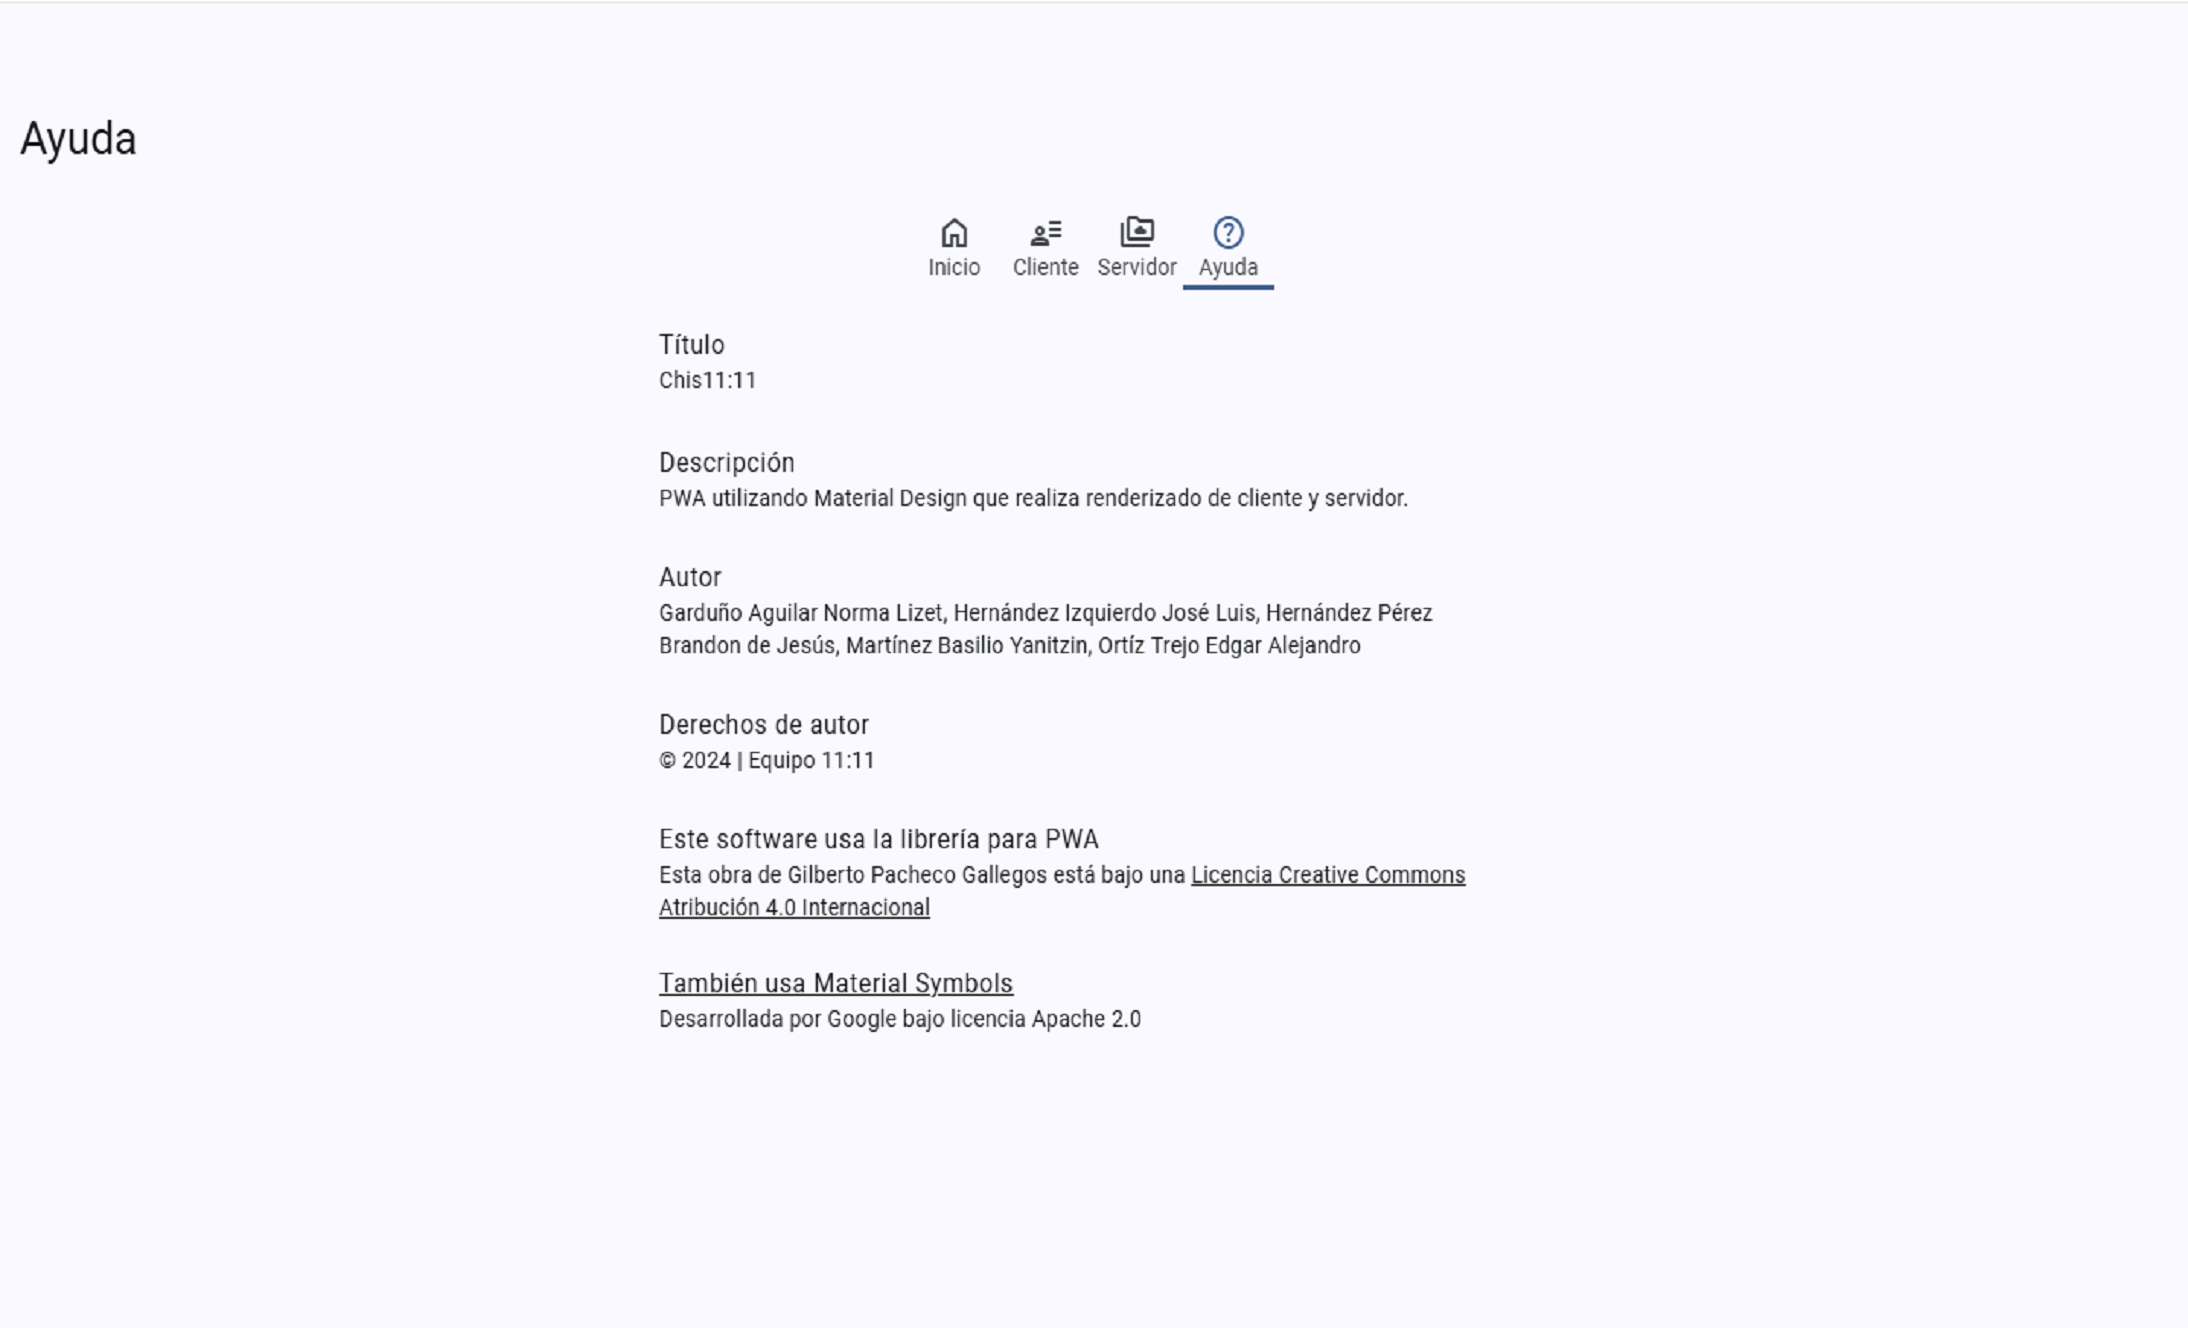 Ayuda
Inicio Cliente Servidor Ayuda
Título
Chis11:11
Descripción
PWA utilizando Material Design que realiza renderizado de cliente y servidor.
Autor
Garduño Aguilar Norma Lizet, Hernández Izquierdo José Luis, Hernández Pérez
Brandon de Jesús, Martínez Basilio Yanitzin, Ortíz Trejo Edgar Alejandro
Derechos de autor
© 2024 | Equipo 11:11
Este software usa la librería para PWA
Esta obra de Gilberto Pacheco Gallegos está bajo una Licencia Creative Commons
Atribución 4.0 Internacional
También usa Material Symbols
Desarrollada por Google bajo licencia Apache 2.0